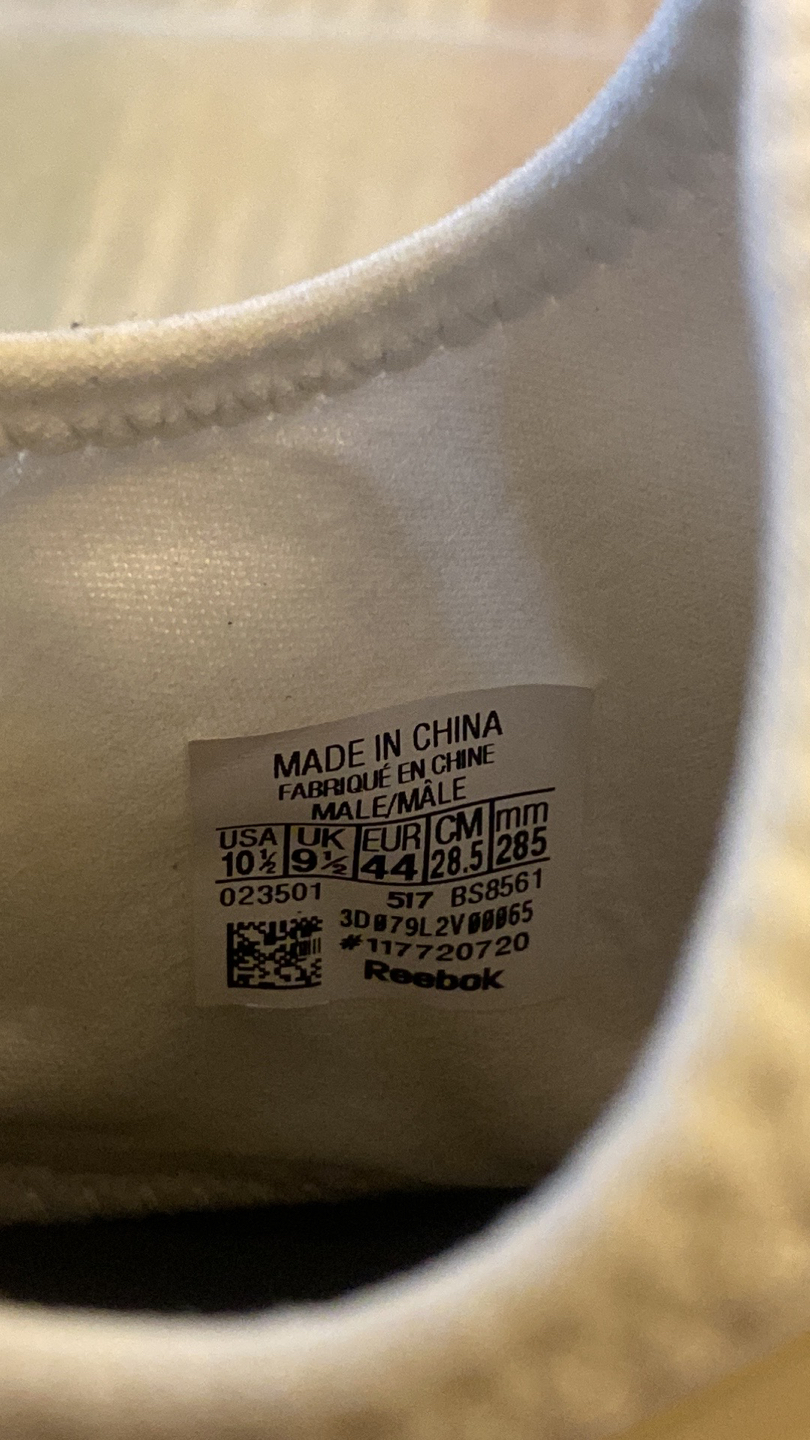 MADE IN CHINA
FABRIQUÉ EN CHINE
MALE/MÂLE
USA UK EUR CM mm
10½ 9½ 44 28.5 285
023501 517 BS8561
3D079L2V00065
#117720720
Reebok